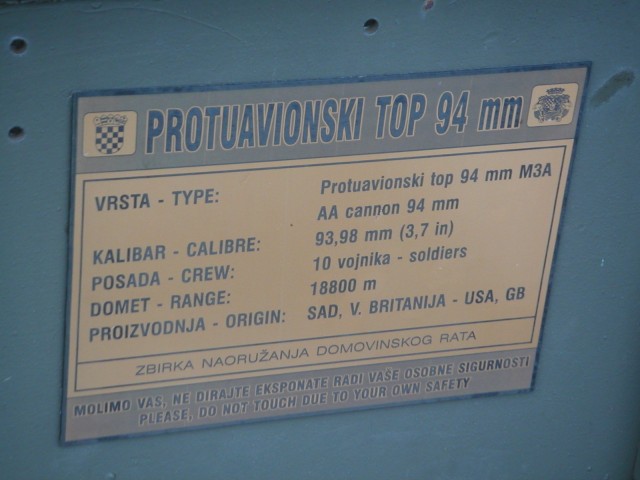 PROTUAVIONSKI TOP 94 mm
VRSTA - TYPE: Protuavionski top 94 mm M3A
AA cannon 94 mm
KALIBAR - CALIBRE: 93,98 mm (3,7 in)
POSADA - CREW: 10 vojnika - soldiers
DOMET - RANGE: 18800 m
PROIZVODNJA - ORIGIN: SAD, V. BRITANIJA - USA, GB
ZBIRKA NAORUŽANJA DOMOVINSKOG RATA
MOLIMO VAS, NE DIRAJTE EKSPONATE RADI VAŠE OSOBNE SIGURNOSTI
PLEASE, DO NOT TOUCH DUE TO YOUR OWN SAFETY